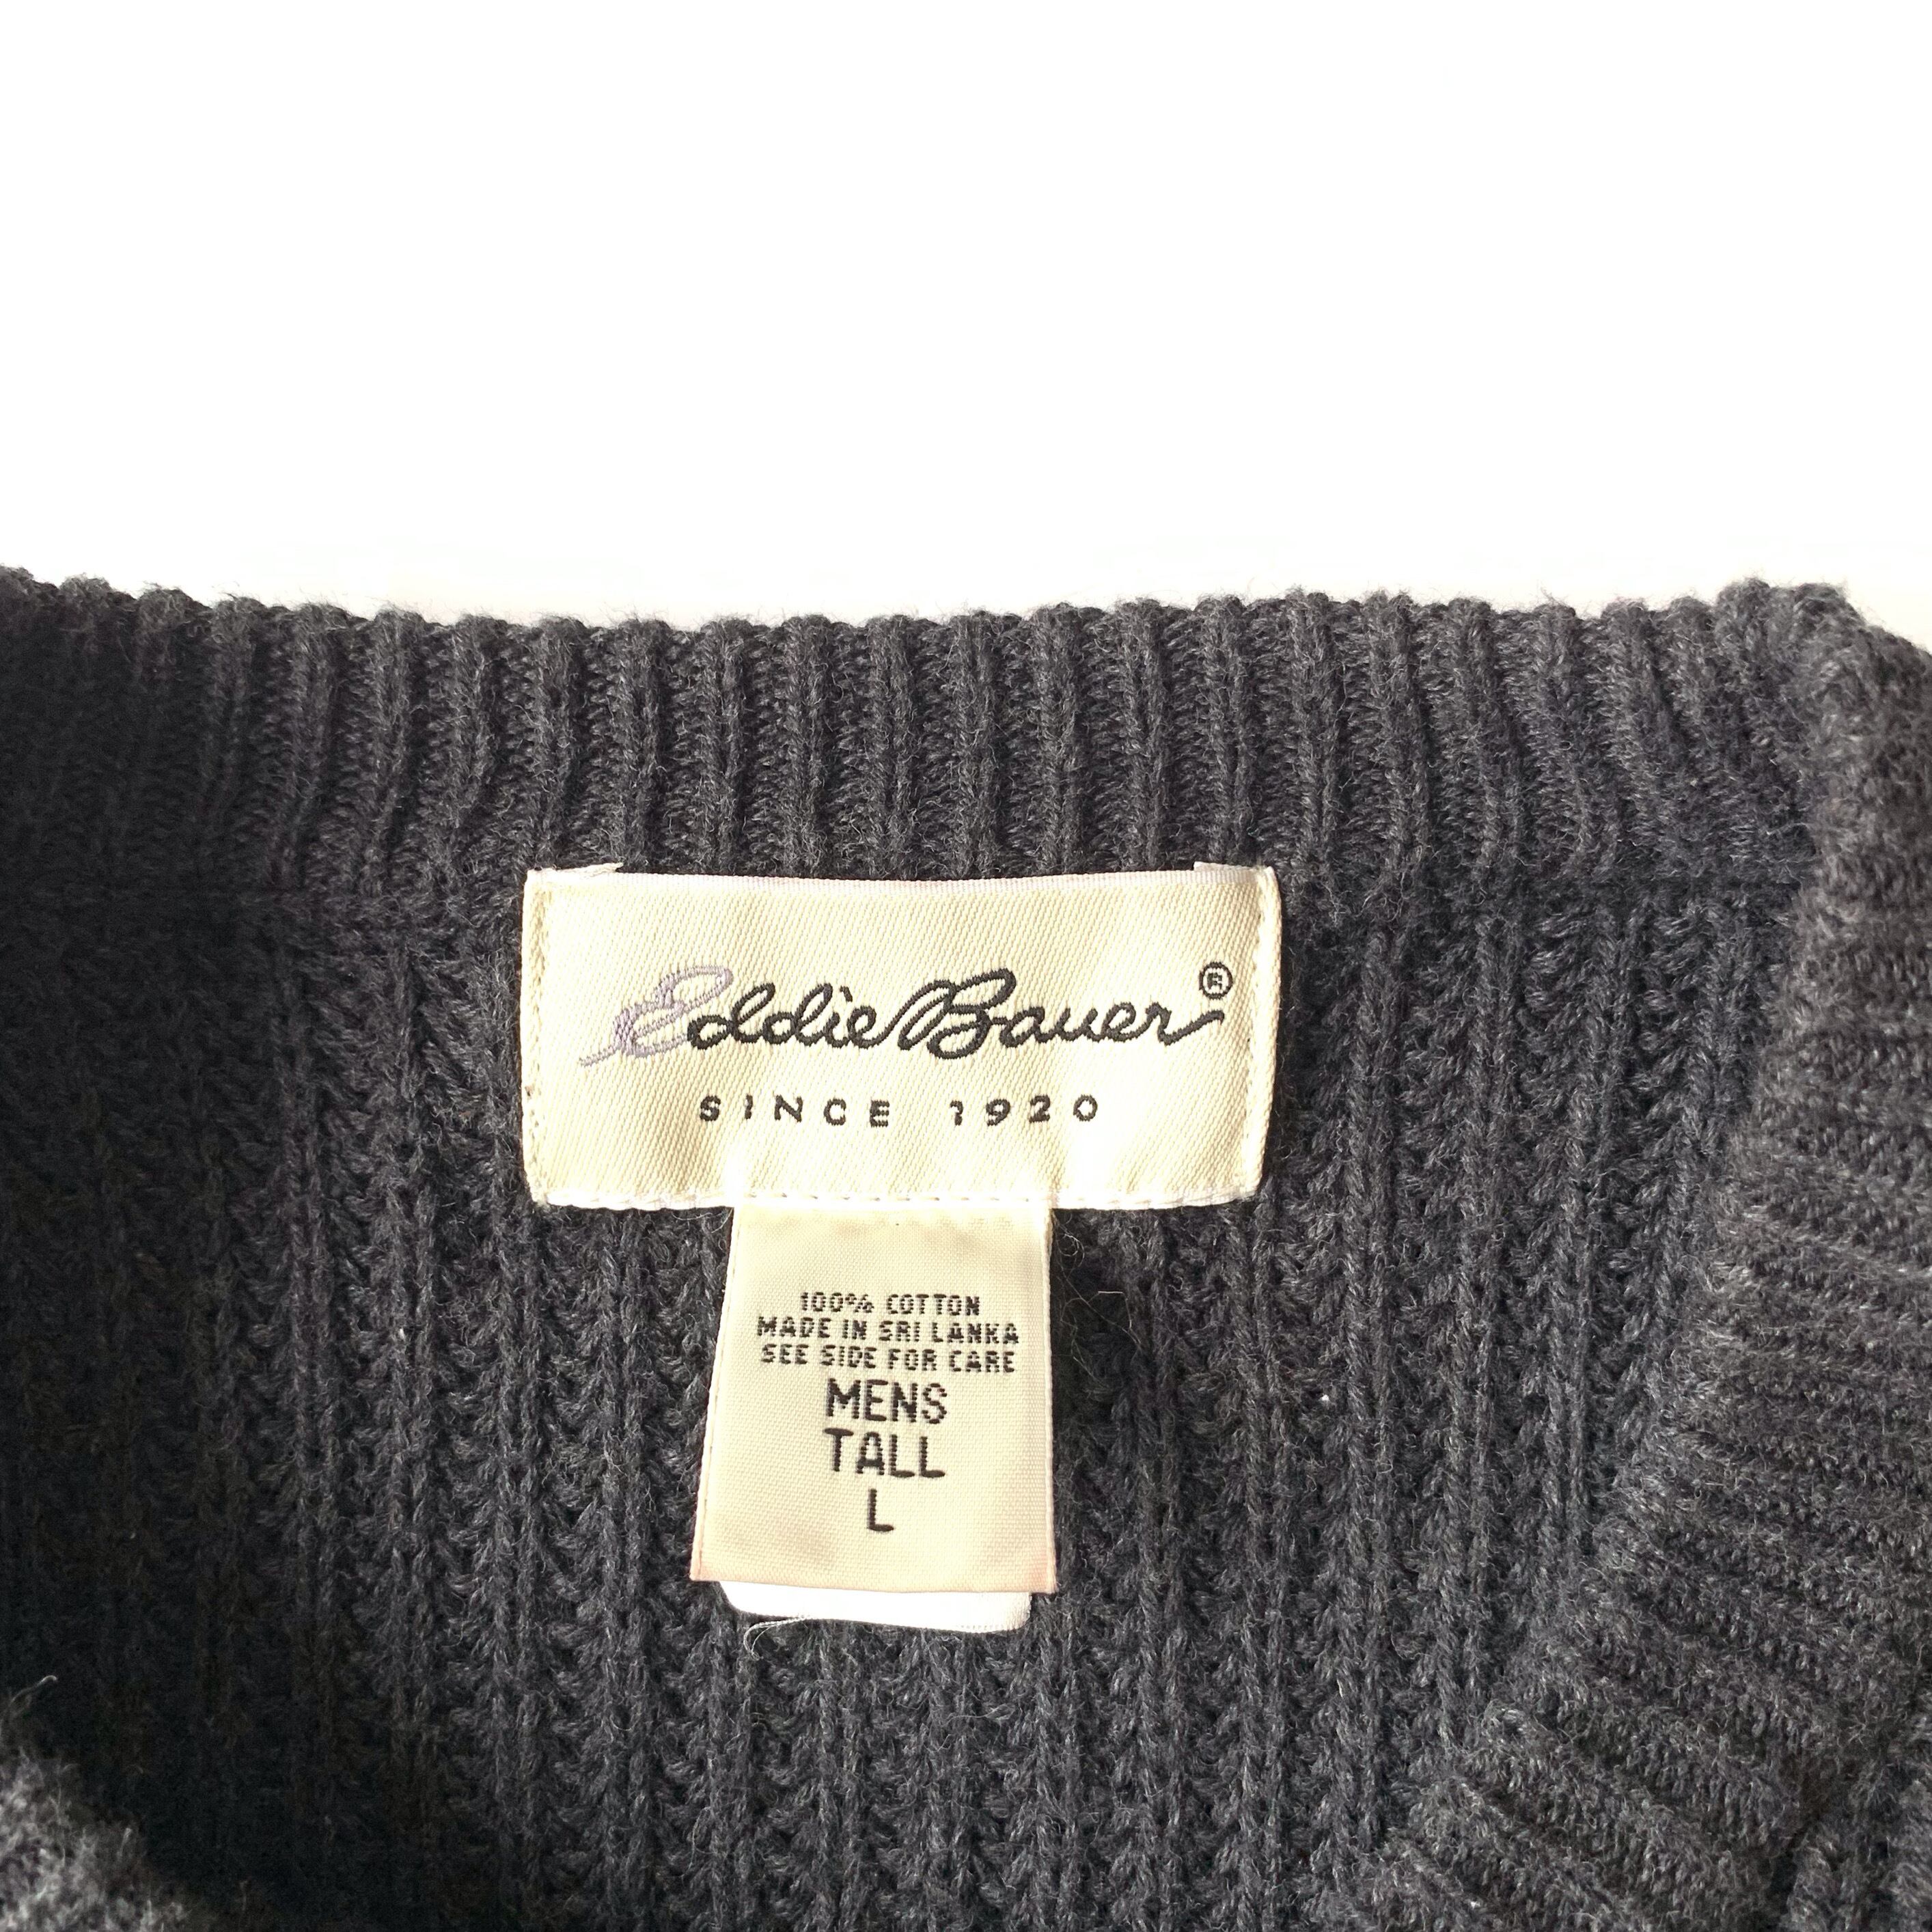 Eddie Bauer®
SINCE 1920
100% COTTON
MADE IN SRI LANKA
SEE SIDE FOR CARE
MENS
TALL
L